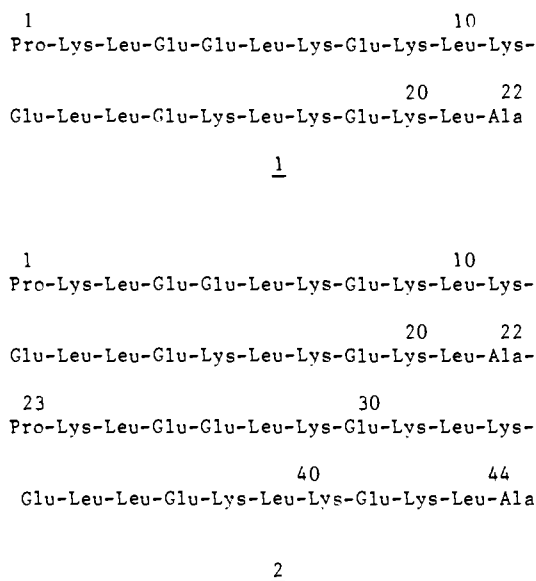 1 10
Pro-Lys-Leu-Glu-Glu-Leu-Lys-Glu-Lys-Leu-Lys-
20 22
Glu-Leu-Leu-Glu-Lys-Leu-Lys-Glu-Lys-Leu-Ala
1
1 10
Pro-Lys-Leu-Glu-Glu-Leu-Lys-Glu-Lys-Leu-Lys-
20 22
Glu-Leu-Leu-Glu-Lys-Leu-Lys-Glu-Lys-Leu-Ala-
23 30
Pro-Lys-Leu-Glu-Glu-Leu-Lys-Glu-Lys-Leu-Lys-
40 44
Glu-Leu-Leu-Glu-Lys-Leu-Lys-Glu-Lys-Leu-Ala
2